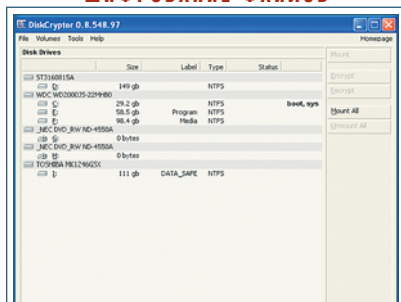 ШИФРОВАНИЕ ФАЙЛОВ
DiskCryptor 0.8.548.97
File Volumes Tools Help Homepage
Disk Drives
Size Label Type Status
ST3160815A
D: 149 gb NTFS
WDC WD2000JS-22MHB0
C: 29.2 gb NTFS boot, sys
E: 58.5 gb Program NTFS
F: 98.4 gb Media NTFS
_NEC DVD_RW ND-4550A
G: 0 bytes
_NEC DVD_RW ND-4550A
H: 0 bytes
TOSHIBA MK1246GSX
I: 111 gb DATA_SAFE NTFS
Mount
Encrypt
Decrypt
Mount All
Unmount All